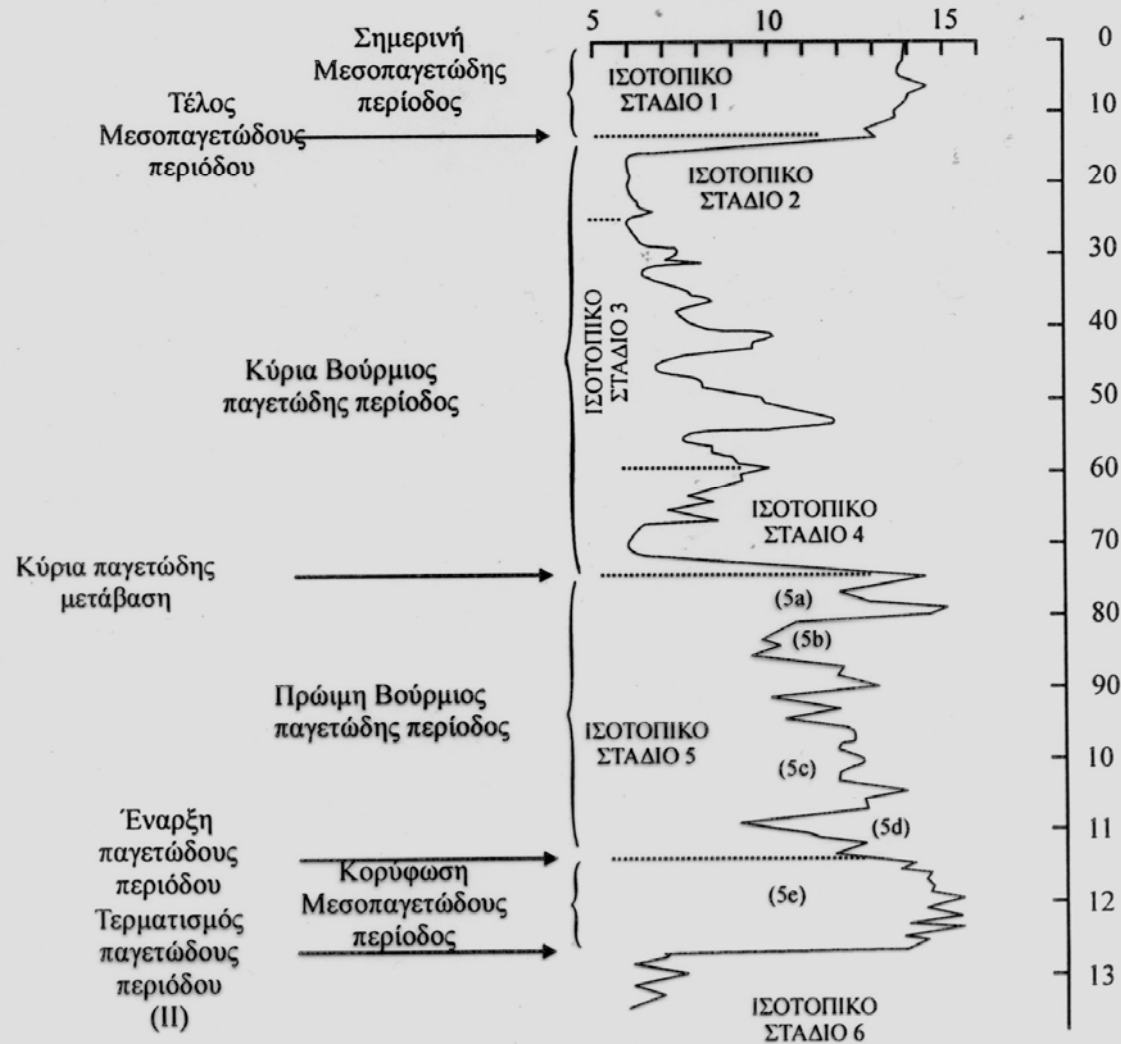 5 10 15
0
Σημερινή
Μεσοπαγετώδης
περίοδος
ΙΣΟΤΟΠΙΚΟ
ΣΤΑΔΙΟ 1
10
Τέλος
Μεσοπαγετώδους
περιόδου
ΙΣΟΤΟΠΙΚΟ
ΣΤΑΔΙΟ 2
20
30
ΙΣΟΤΟΠΙΚΟ
ΣΤΑΔΙΟ 3
40
Κύρια Βούρμιος
παγετώδης περίοδος
50
60
ΙΣΟΤΟΠΙΚΟ
ΣΤΑΔΙΟ 4
70
Κύρια παγετώδης
μετάβαση
(5a)
80
(5b)
90
Πρώιμη Βούρμιος
παγετώδης περίοδος
ΙΣΟΤΟΠΙΚΟ
ΣΤΑΔΙΟ 5
(5c)
10
Έναρξη
παγετώδους
περιόδου
(5d)
11
Κορύφωση
Μεσοπαγετώδους
περίοδος
(5e)
12
Τερματισμός
παγετώδους
περιόδου
(II)
13
ΙΣΟΤΟΠΙΚΟ
ΣΤΑΔΙΟ 6